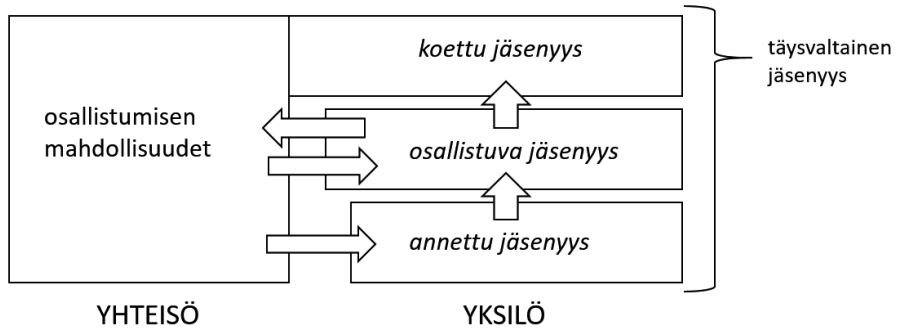 koettu jäsenyys
täysvaltainen
jäsenyys
osallistumisen
mahdollisuudet
osallistuva jäsenyys
annettu jäsenyys
YHTEISÖ
YKSILÖ